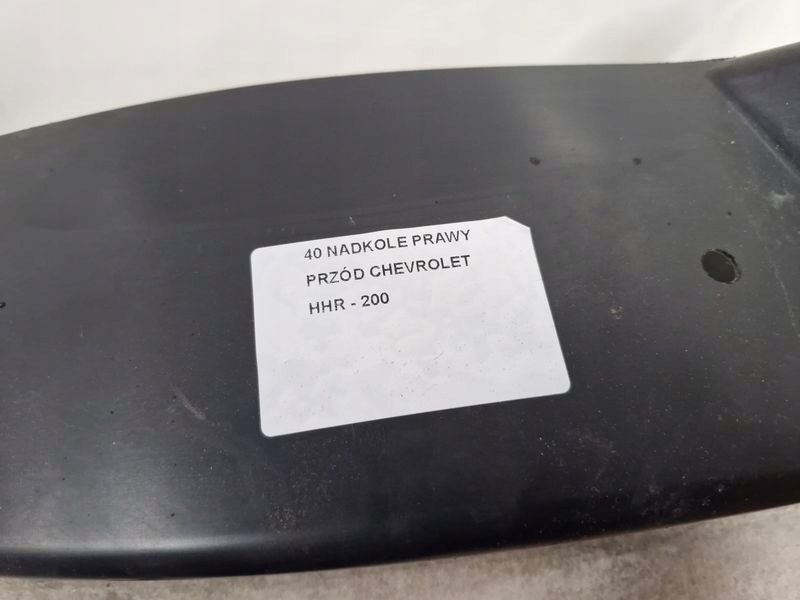 40 NADKOLE PRAWY
PRZÓD CHEVROLET
HHR - 200